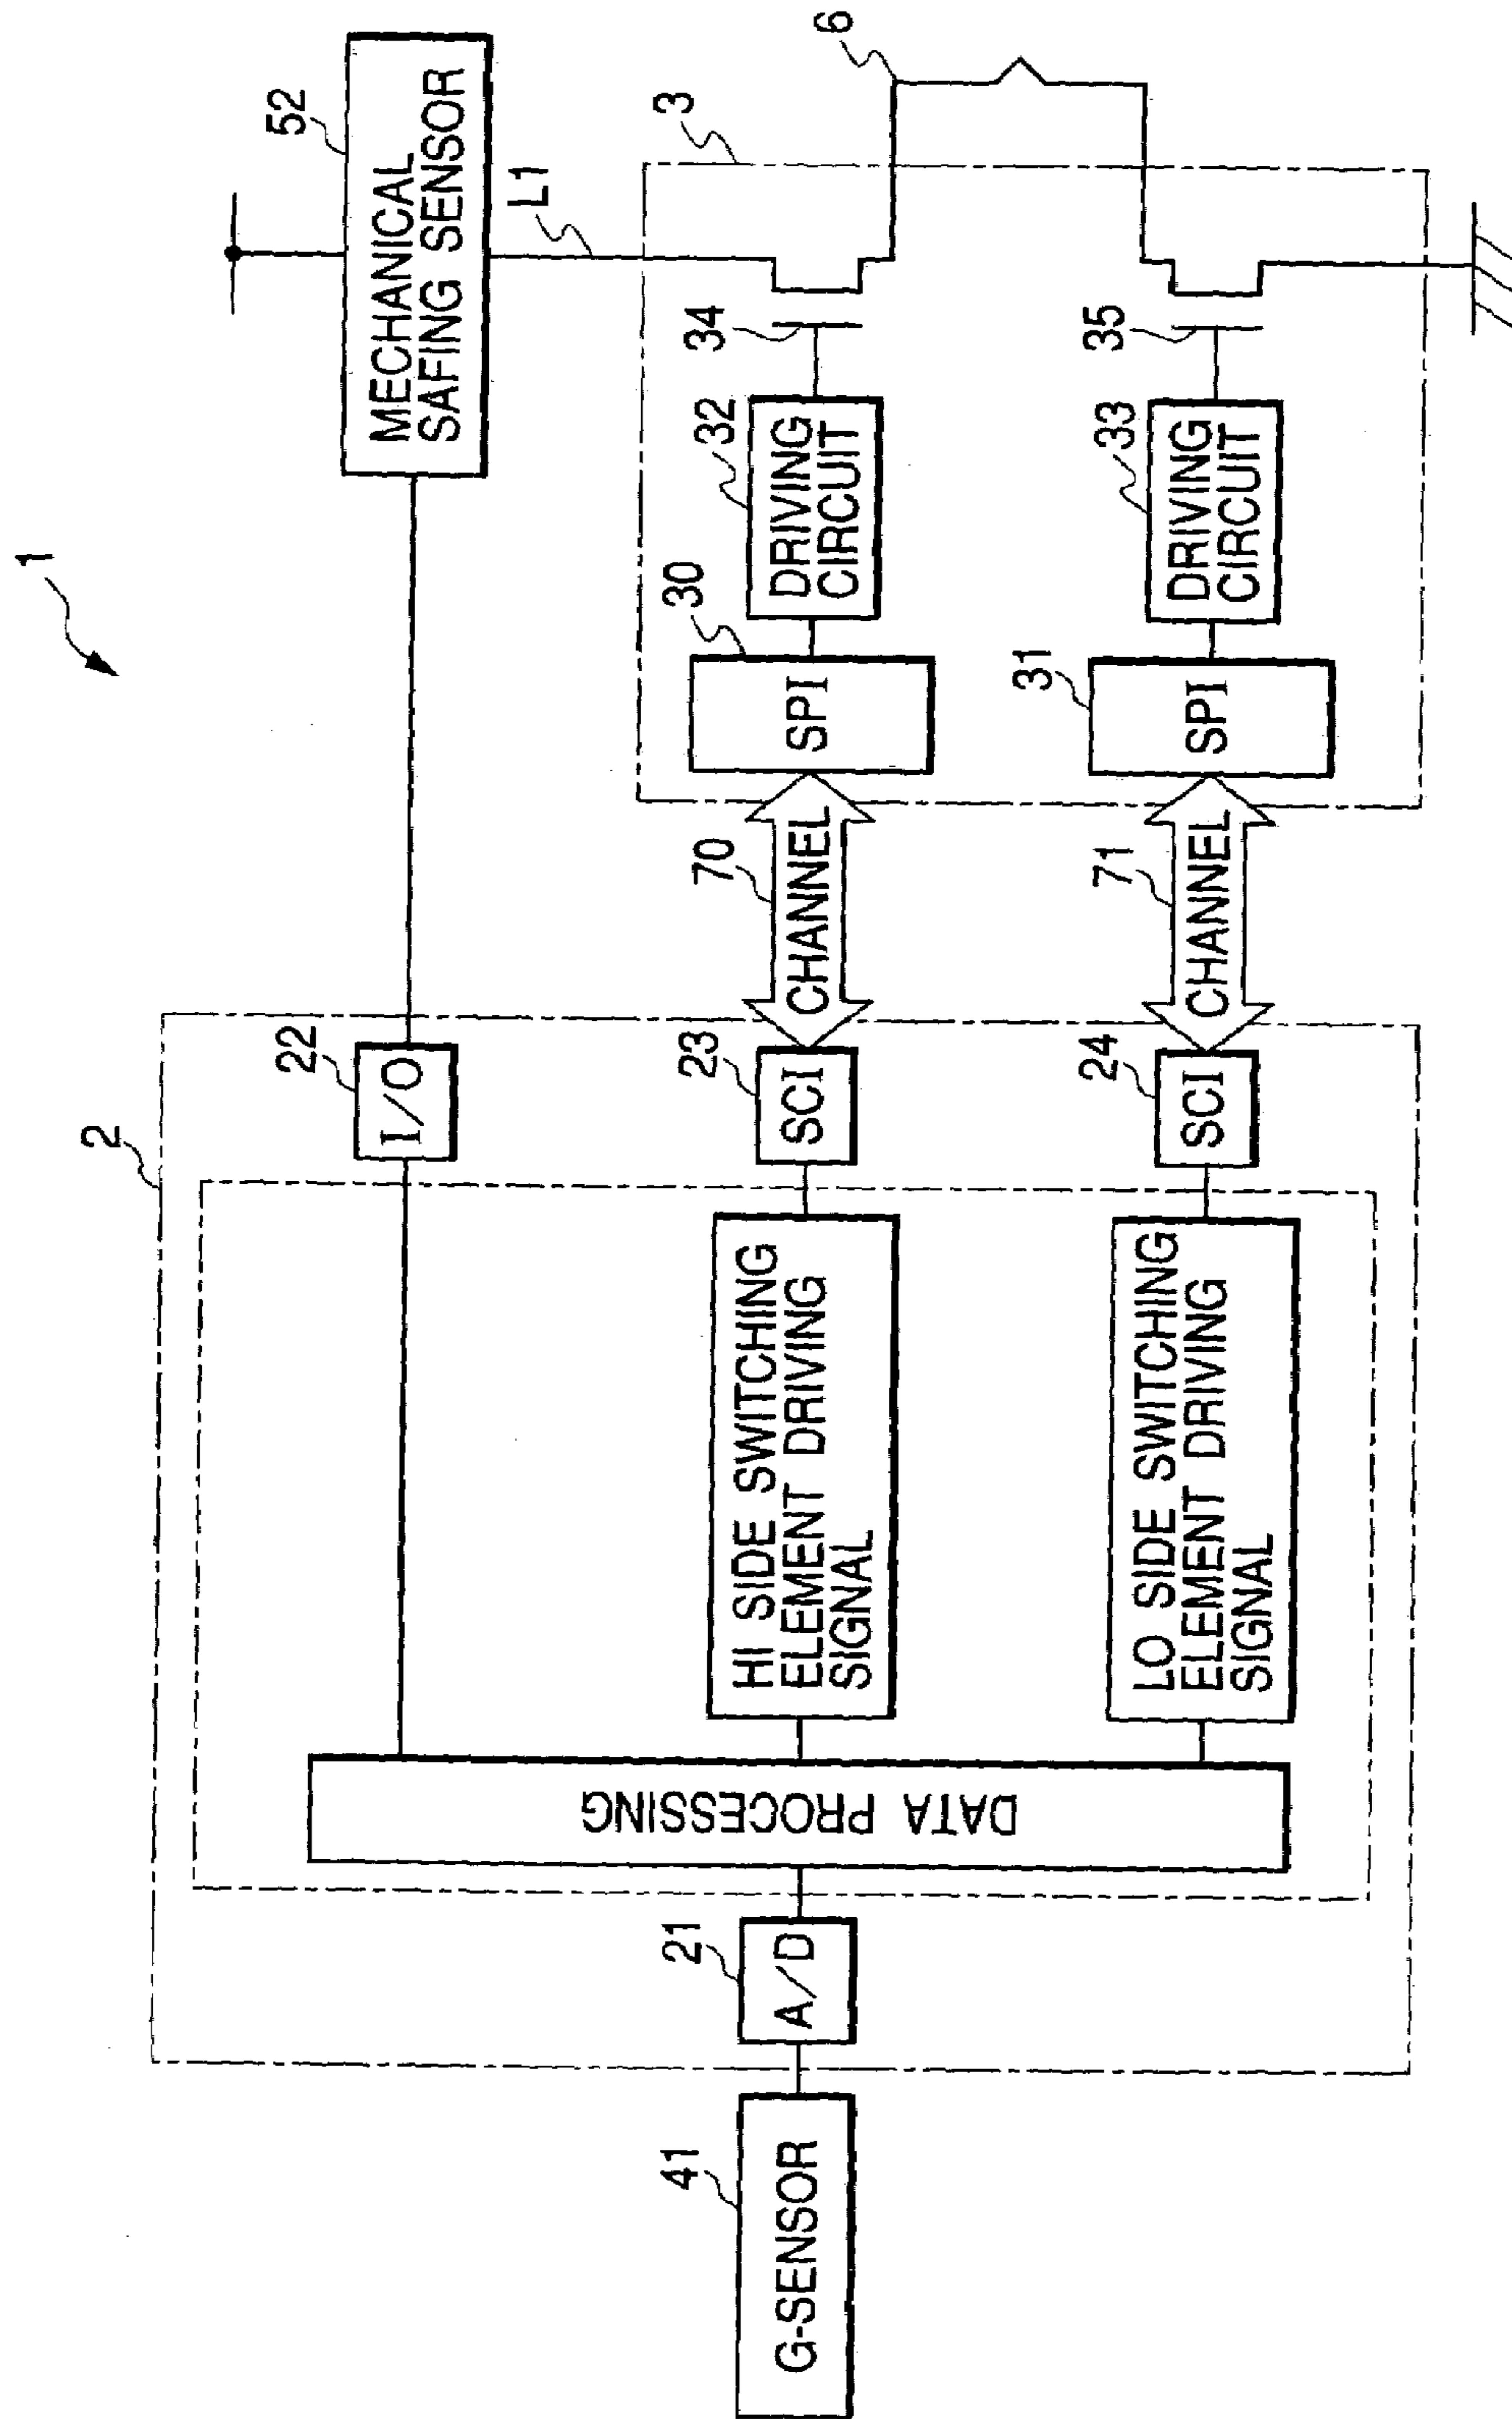 1
52
MECHANICAL
SAFING SENSOR
L1
6
3
2
22
I/O
41
G-SENSOR
21
A/D
DATA PROCESSING
HI SIDE SWITCHING
ELEMENT DRIVING
SIGNAL
23
SCI
70
CHANNEL
30
SPI
32
DRIVING
CIRCUIT
34
LO SIDE SWITCHING
ELEMENT DRIVING
SIGNAL
24
SCI
71
CHANNEL
31
SPI
33
DRIVING
CIRCUIT
35